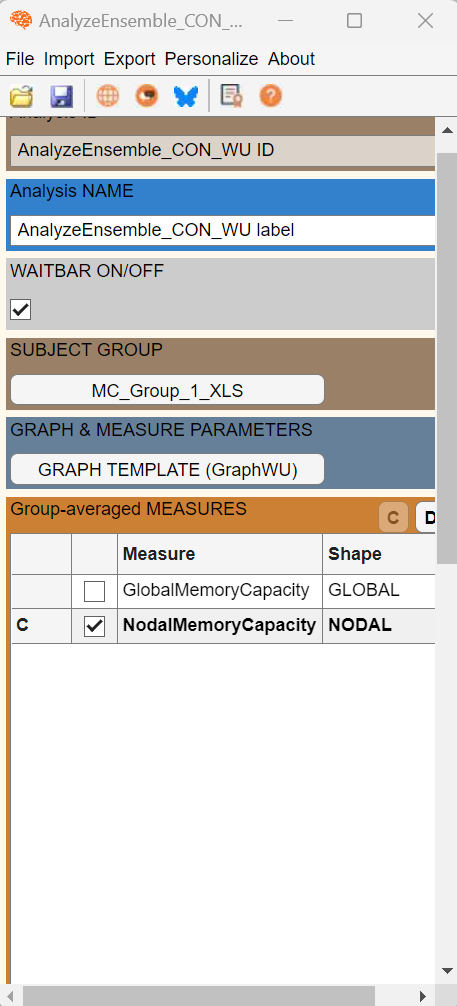 AnalyzeEnsemble_CON_...
File Import Export Personalize About
AnalyzeEnsemble_CON_WU ID
Analysis NAME
AnalyzeEnsemble_CON_WU label
WAITBAR ON/OFF
SUBJECT GROUP
MC_Group_1_XLS
GRAPH & MEASURE PARAMETERS
GRAPH TEMPLATE (GraphWU)
Group-averaged MEASURES C D
Measure Shape
GlobalMemoryCapacity GLOBAL
C NodalMemoryCapacity NODAL